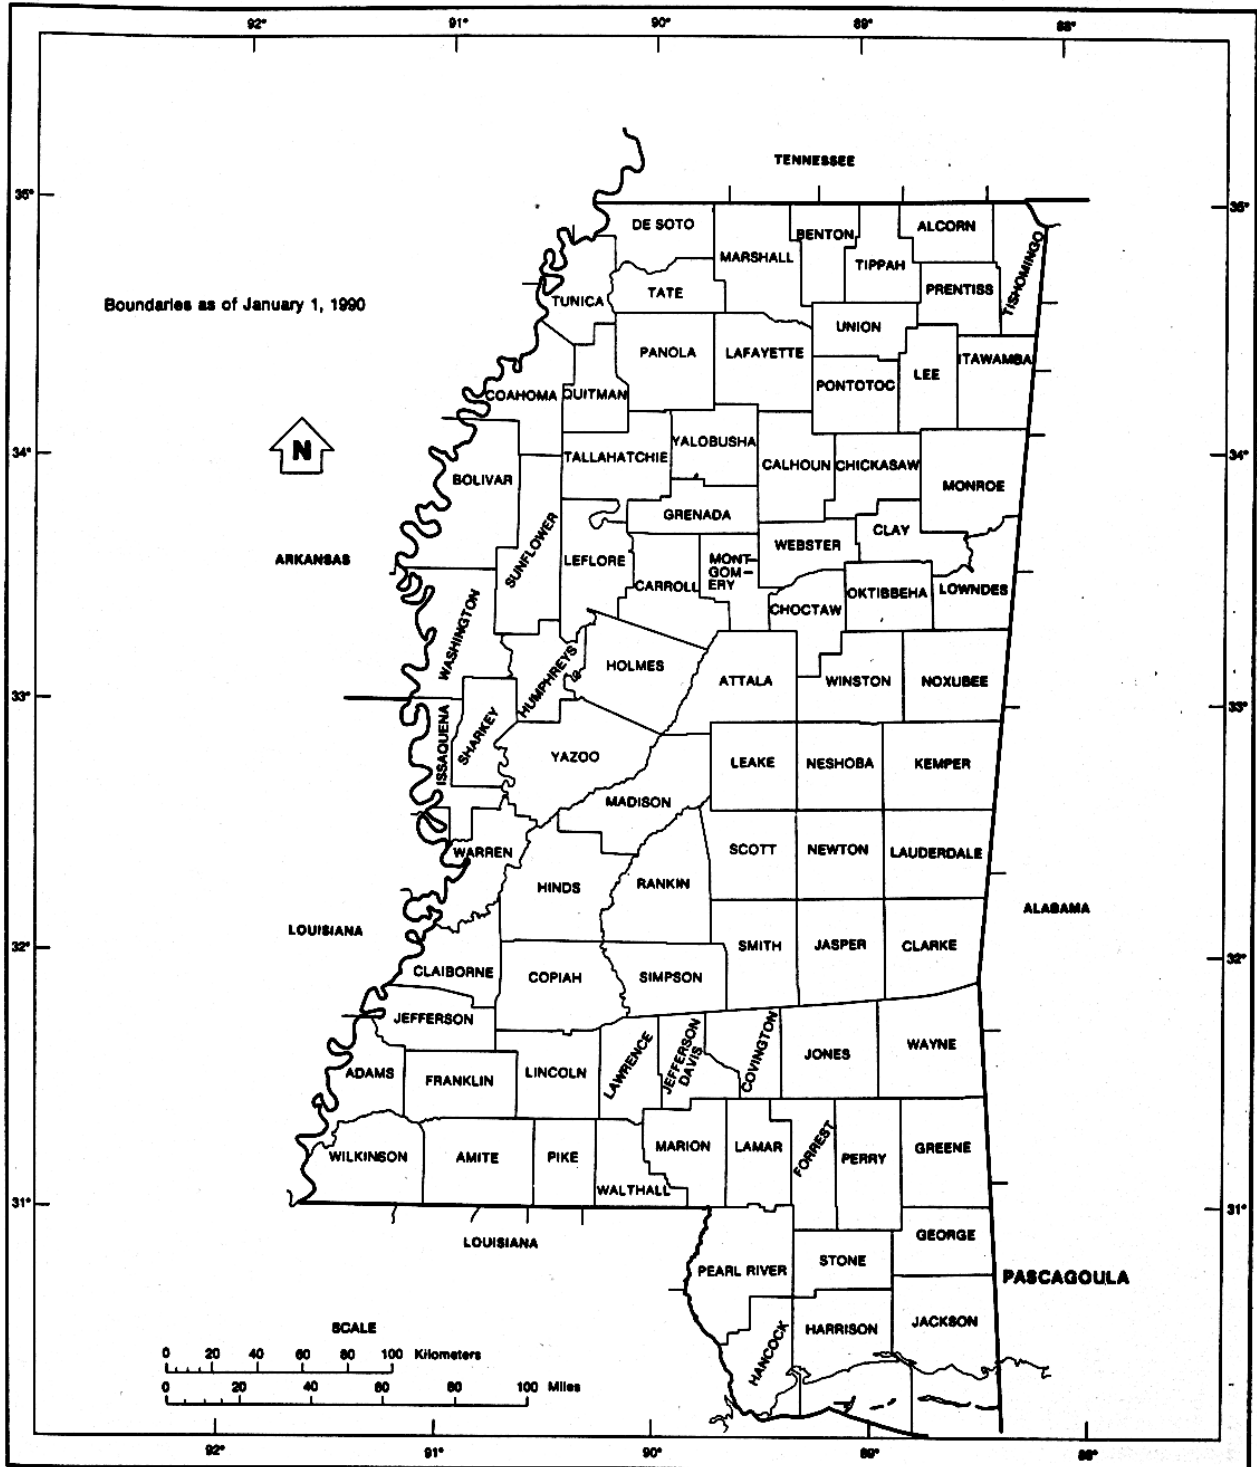 92° 91° 90° 89° 88°
35° 35°
TENNESSEE
DE SOTO
MARSHALL
BENTON
TIPPAH
ALCORN
TISHOMINGO
PRENTISS
TATE
TUNICA
Boundaries as of January 1, 1990
UNION
PANOLA
LAFAYETTE
ITAWAMBA
LEE
PONTOTOC
COAHOMA
QUITMAN
34° 34°
N
YALOBUSHA
TALLAHATCHIE
CALHOUN
CHICKASAW
BOLIVAR
MONROE
GRENADA
SUNFLOWER
CLAY
WEBSTER
ARKANSAS
LEFLORE
MONT-
GOM-
ERY
CARROLL
OKTIBBEHA
LOWNDES
CHOCTAW
WASHINGTON
HUMPHREYS
HOLMES
ATTALA
WINSTON
NOXUBEE
33° 33°
ISSAQUENA
SHARKEY
YAZOO
LEAKE
NESHOBA
KEMPER
MADISON
WARREN
SCOTT
NEWTON
LAUDERDALE
HINDS
RANKIN
ALABAMA
LOUISIANA
32° 32°
SMITH
JASPER
CLARKE
CLAIBORNE
COPIAH
SIMPSON
JEFFERSON
LAWRENCE
JEFFERSON
DAVIS
COVINGTON
JONES
WAYNE
ADAMS
FRANKLIN
LINCOLN
MARION
LAMAR
FORREST
PERRY
GREENE
WILKINSON
AMITE
PIKE
WALTHALL
31° 31°
LOUISIANA
GEORGE
PEARL RIVER
STONE
PASCAGOULA
HANCOCK
HARRISON
JACKSON
SCALE
0 20 40 60 80 100 Kilometers
0 20 40 60 80 100 Miles
92° 91° 90° 89° 88°